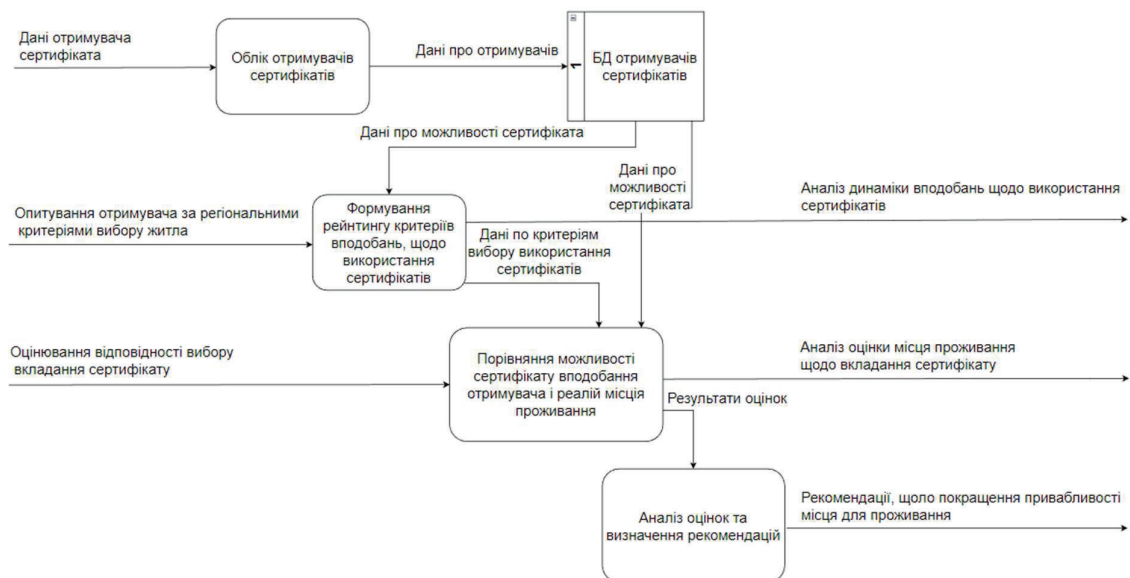 Дані отримувача
сертифіката
Облік отримувачів
сертифікатів
Дані про отримувачів
1
БД отримувачів
сертифікатів
Дані про можливості сертифіката
Дані про
можливості
сертифіката
Опитування отримувача за регіональними
критеріями вибору житла
Формування
рейнтингу критеріїв
вподобань, щодо
використання
сертифікатів
Аналіз динаміки вподобань щодо використання
сертифікатів
Дані по критеріям
вибору використання
сертифікатів
Оцінювання відповідності вибору
вкладання сертифікату
Порівняння можливості
сертифікату вподобання
отримувача і реалій місція
проживання
Аналіз оцінки місця проживання
щодо вкладання сертифікату
Результати оцінок
Аналіз оцінок та
визначення рекомендацій
Рекомендації, щоло покращення привабливості
місця для проживання